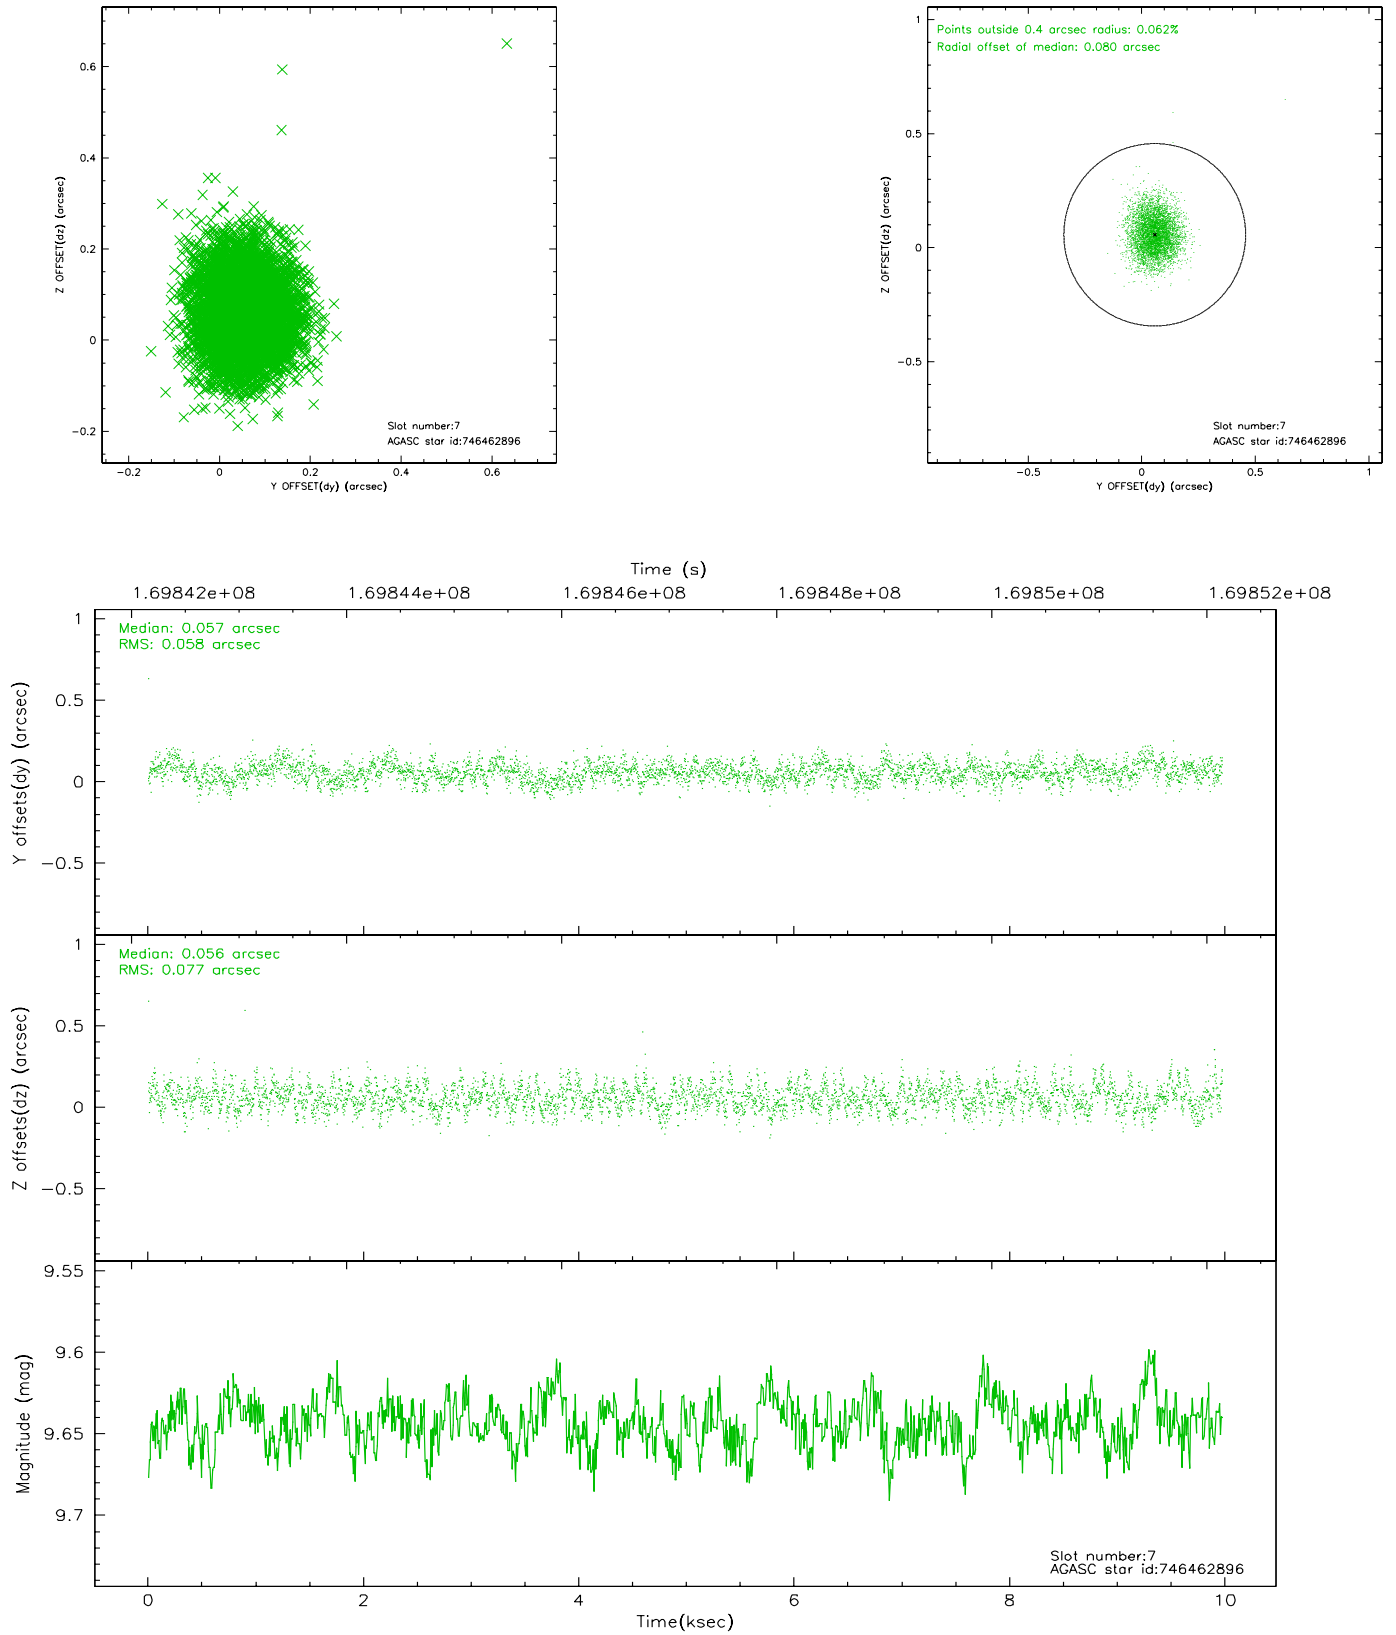 0.6
0.4
0.2
0
−0.2
Z OFFSET(dz) (arcsec)
Slot number:7
AGASC star id:746462896
−0.2 0 0.2 0.4 0.6
Y OFFSET(dy) (arcsec)
Points outside 0.4 arcsec radius: 0.062%
Radial offset of median: 0.080 arcsec
1
0.5
0
−0.5
Z OFFSET(dz) (arcsec)
Slot number:7
AGASC star id:746462896
−0.5 0 0.5 1
Y OFFSET(dy) (arcsec)
Time (s)
1.69842e+08 1.69844e+08 1.69846e+08 1.69848e+08 1.6985e+08 1.69852e+08
Median: 0.057 arcsec
RMS: 0.058 arcsec
1
0.5
0
−0.5
Y offsets(dy) (arcsec)
Median: 0.056 arcsec
RMS: 0.077 arcsec
1
0.5
0
−0.5
Z offsets(dz) (arcsec)
9.55
9.6
9.65
9.7
Magnitude (mag)
Slot number:7
AGASC star id:746462896
0 2 4 6 8 10
Time(ksec)